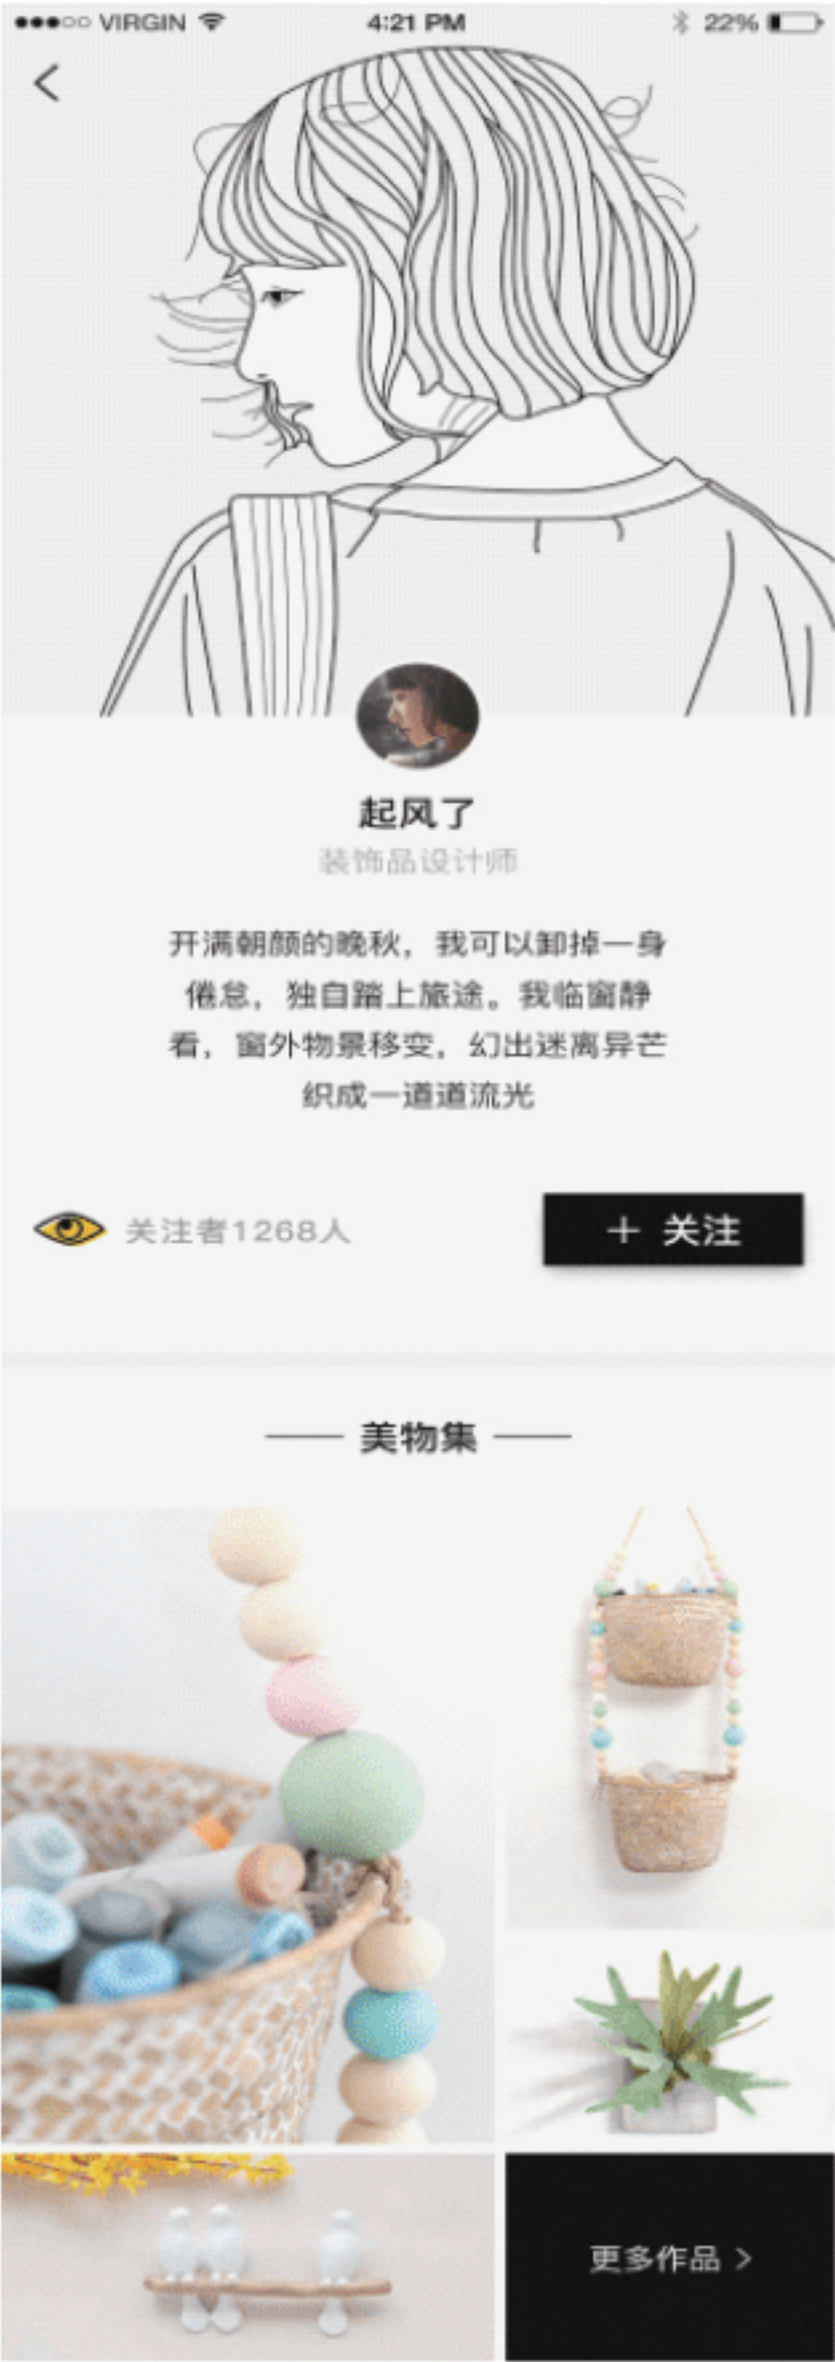 VIRGIN 4:21 PM 22%
起风了
装饰品设计师
开满朝颜的晚秋，我可以卸掉一身
倦怠，独自踏上旅途。我临窗静
看，窗外物景移变，幻出迷离异芒
织成一道道流光
关注者1268人
+ 关注
美物集
更多作品 >